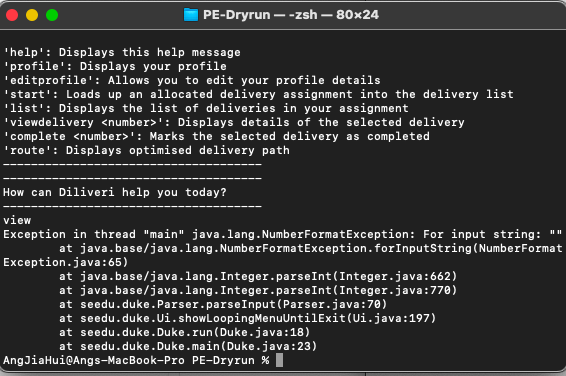 PE-Dryrun — -zsh — 80×24
'help': Displays this help message
'profile': Displays your profile
'editprofile': Allows you to edit your profile details
'start': Loads up an allocated delivery assignment into the delivery list
'list': Displays the list of deliveries in your assignment
'viewdelivery <number>': Displays details of the selected delivery
'complete <number>': Marks the selected delivery as completed
'route': Displays optimised delivery path
--------------------------------------
--------------------------------------
How can Diliveri help you today?
--------------------------------------
view
Exception in thread "main" java.lang.NumberFormatException: For input string: ""
at java.base/java.lang.NumberFormatException.forInputString(NumberFormat
Exception.java:65)
at java.base/java.lang.Integer.parseInt(Integer.java:662)
at java.base/java.lang.Integer.parseInt(Integer.java:770)
at seedu.duke.Parser.parseInput(Parser.java:70)
at seedu.duke.Ui.showLoopingMenuUntilExit(Ui.java:197)
at seedu.duke.Duke.run(Duke.java:18)
at seedu.duke.Duke.main(Duke.java:23)
AngJiaHui@Angs-MacBook-Pro PE-Dryrun %